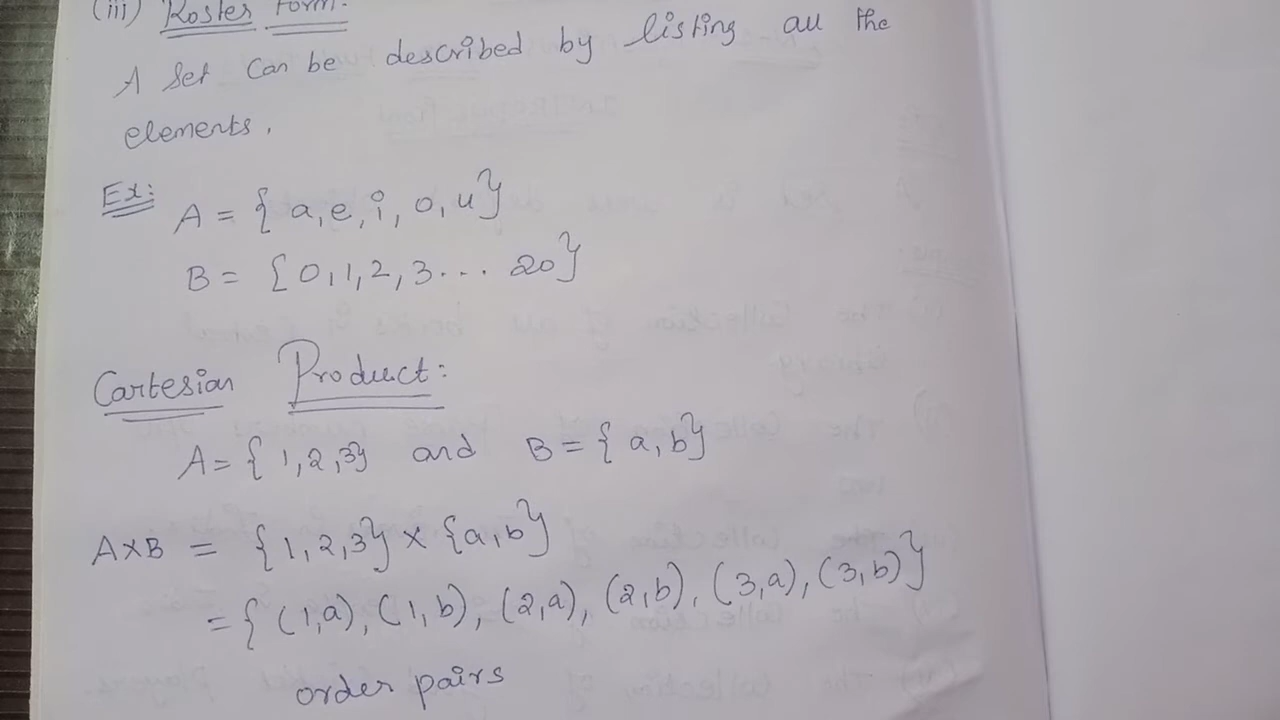 (iii) Roster Form:
A Set Can be described by listing all the
elements.
Ex: A = {a, e, i, o, u}
B = {0, 1, 2, 3... 20}
Cartesian Product:
A = {1, 2, 3} and B = {a, b}
A×B = {1, 2, 3} × {a, b}
= {(1, a), (1, b), (2, a), (2, b), (3, a), (3, b)}
order pairs